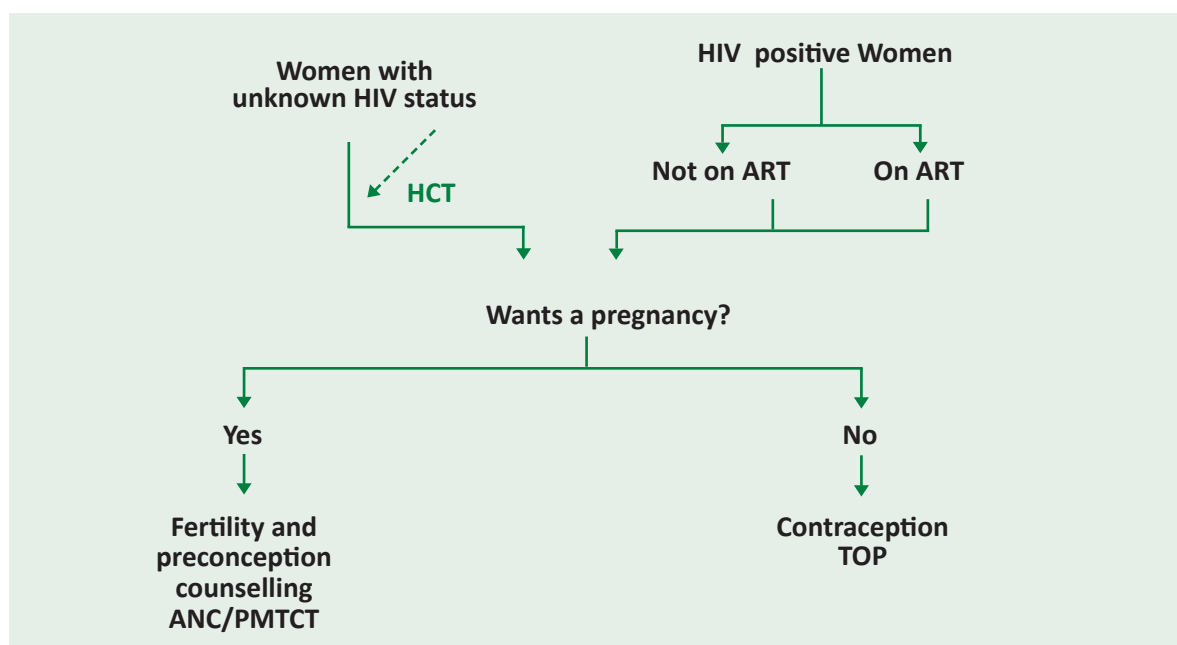 Women with
unknown HIV status
HIV positive Women
Not on ART
On ART
HCT
Wants a pregnancy?
Yes
No
Fertility and
preconception
counselling
ANC/PMTCT
Contraception
TOP